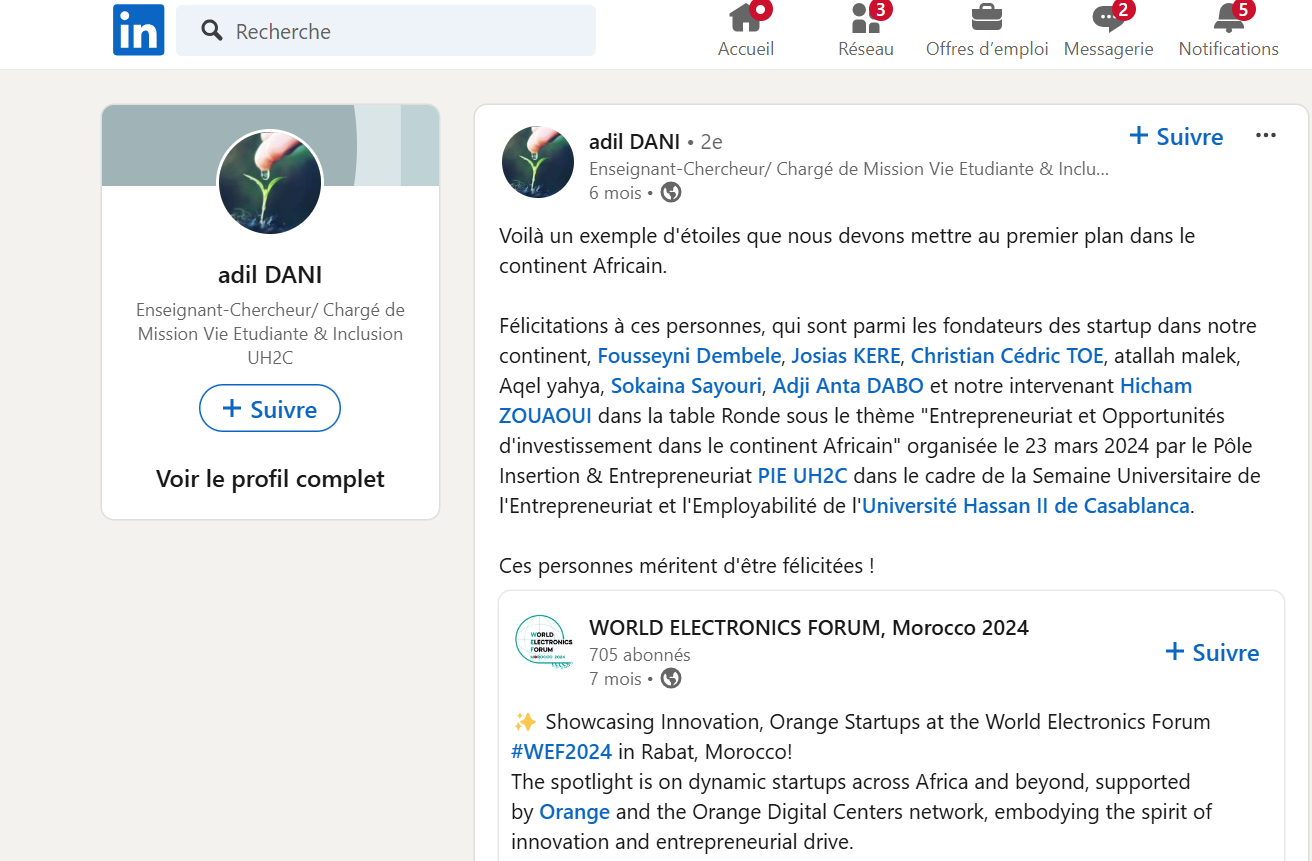 in
Recherche
Accueil
3
Réseau
Offres d’emploi
2
Messagerie
5
Notifications
adil DANI
Enseignant-Chercheur/ Chargé de
Mission Vie Etudiante & Inclusion
UH2C
+ Suivre
Voir le profil complet
adil DANI • 2e
+ Suivre
Enseignant-Chercheur/ Chargé de Mission Vie Etudiante & Inclu...
6 mois •
Voilà un exemple d'étoiles que nous devons mettre au premier plan dans le
continent Africain.
Félicitations à ces personnes, qui sont parmi les fondateurs des startup dans notre
continent, Fousseyni Dembele, Josias KERE, Christian Cédric TOE, atallah malek,
Aqel yahya, Sokaina Sayouri, Adji Anta DABO et notre intervenant Hicham
ZOUAOUI dans la table Ronde sous le thème "Entrepreneuriat et Opportunités
d'investissement dans le continent Africain" organisée le 23 mars 2024 par le Pôle
Insertion & Entrepreneuriat PIE UH2C dans le cadre de la Semaine Universitaire de
l'Entrepreneuriat et l'Employabilité de l'Université Hassan II de Casablanca.
Ces personnes méritent d'être félicitées !
WORLD
ELECTRONICS
FORUM
MOROCCO 2024
WORLD ELECTRONICS FORUM, Morocco 2024
705 abonnés
7 mois •
+ Suivre
✨ Showcasing Innovation, Orange Startups at the World Electronics Forum
#WEF2024 in Rabat, Morocco!
The spotlight is on dynamic startups across Africa and beyond, supported
by Orange and the Orange Digital Centers network, embodying the spirit of
innovation and entrepreneurial drive.